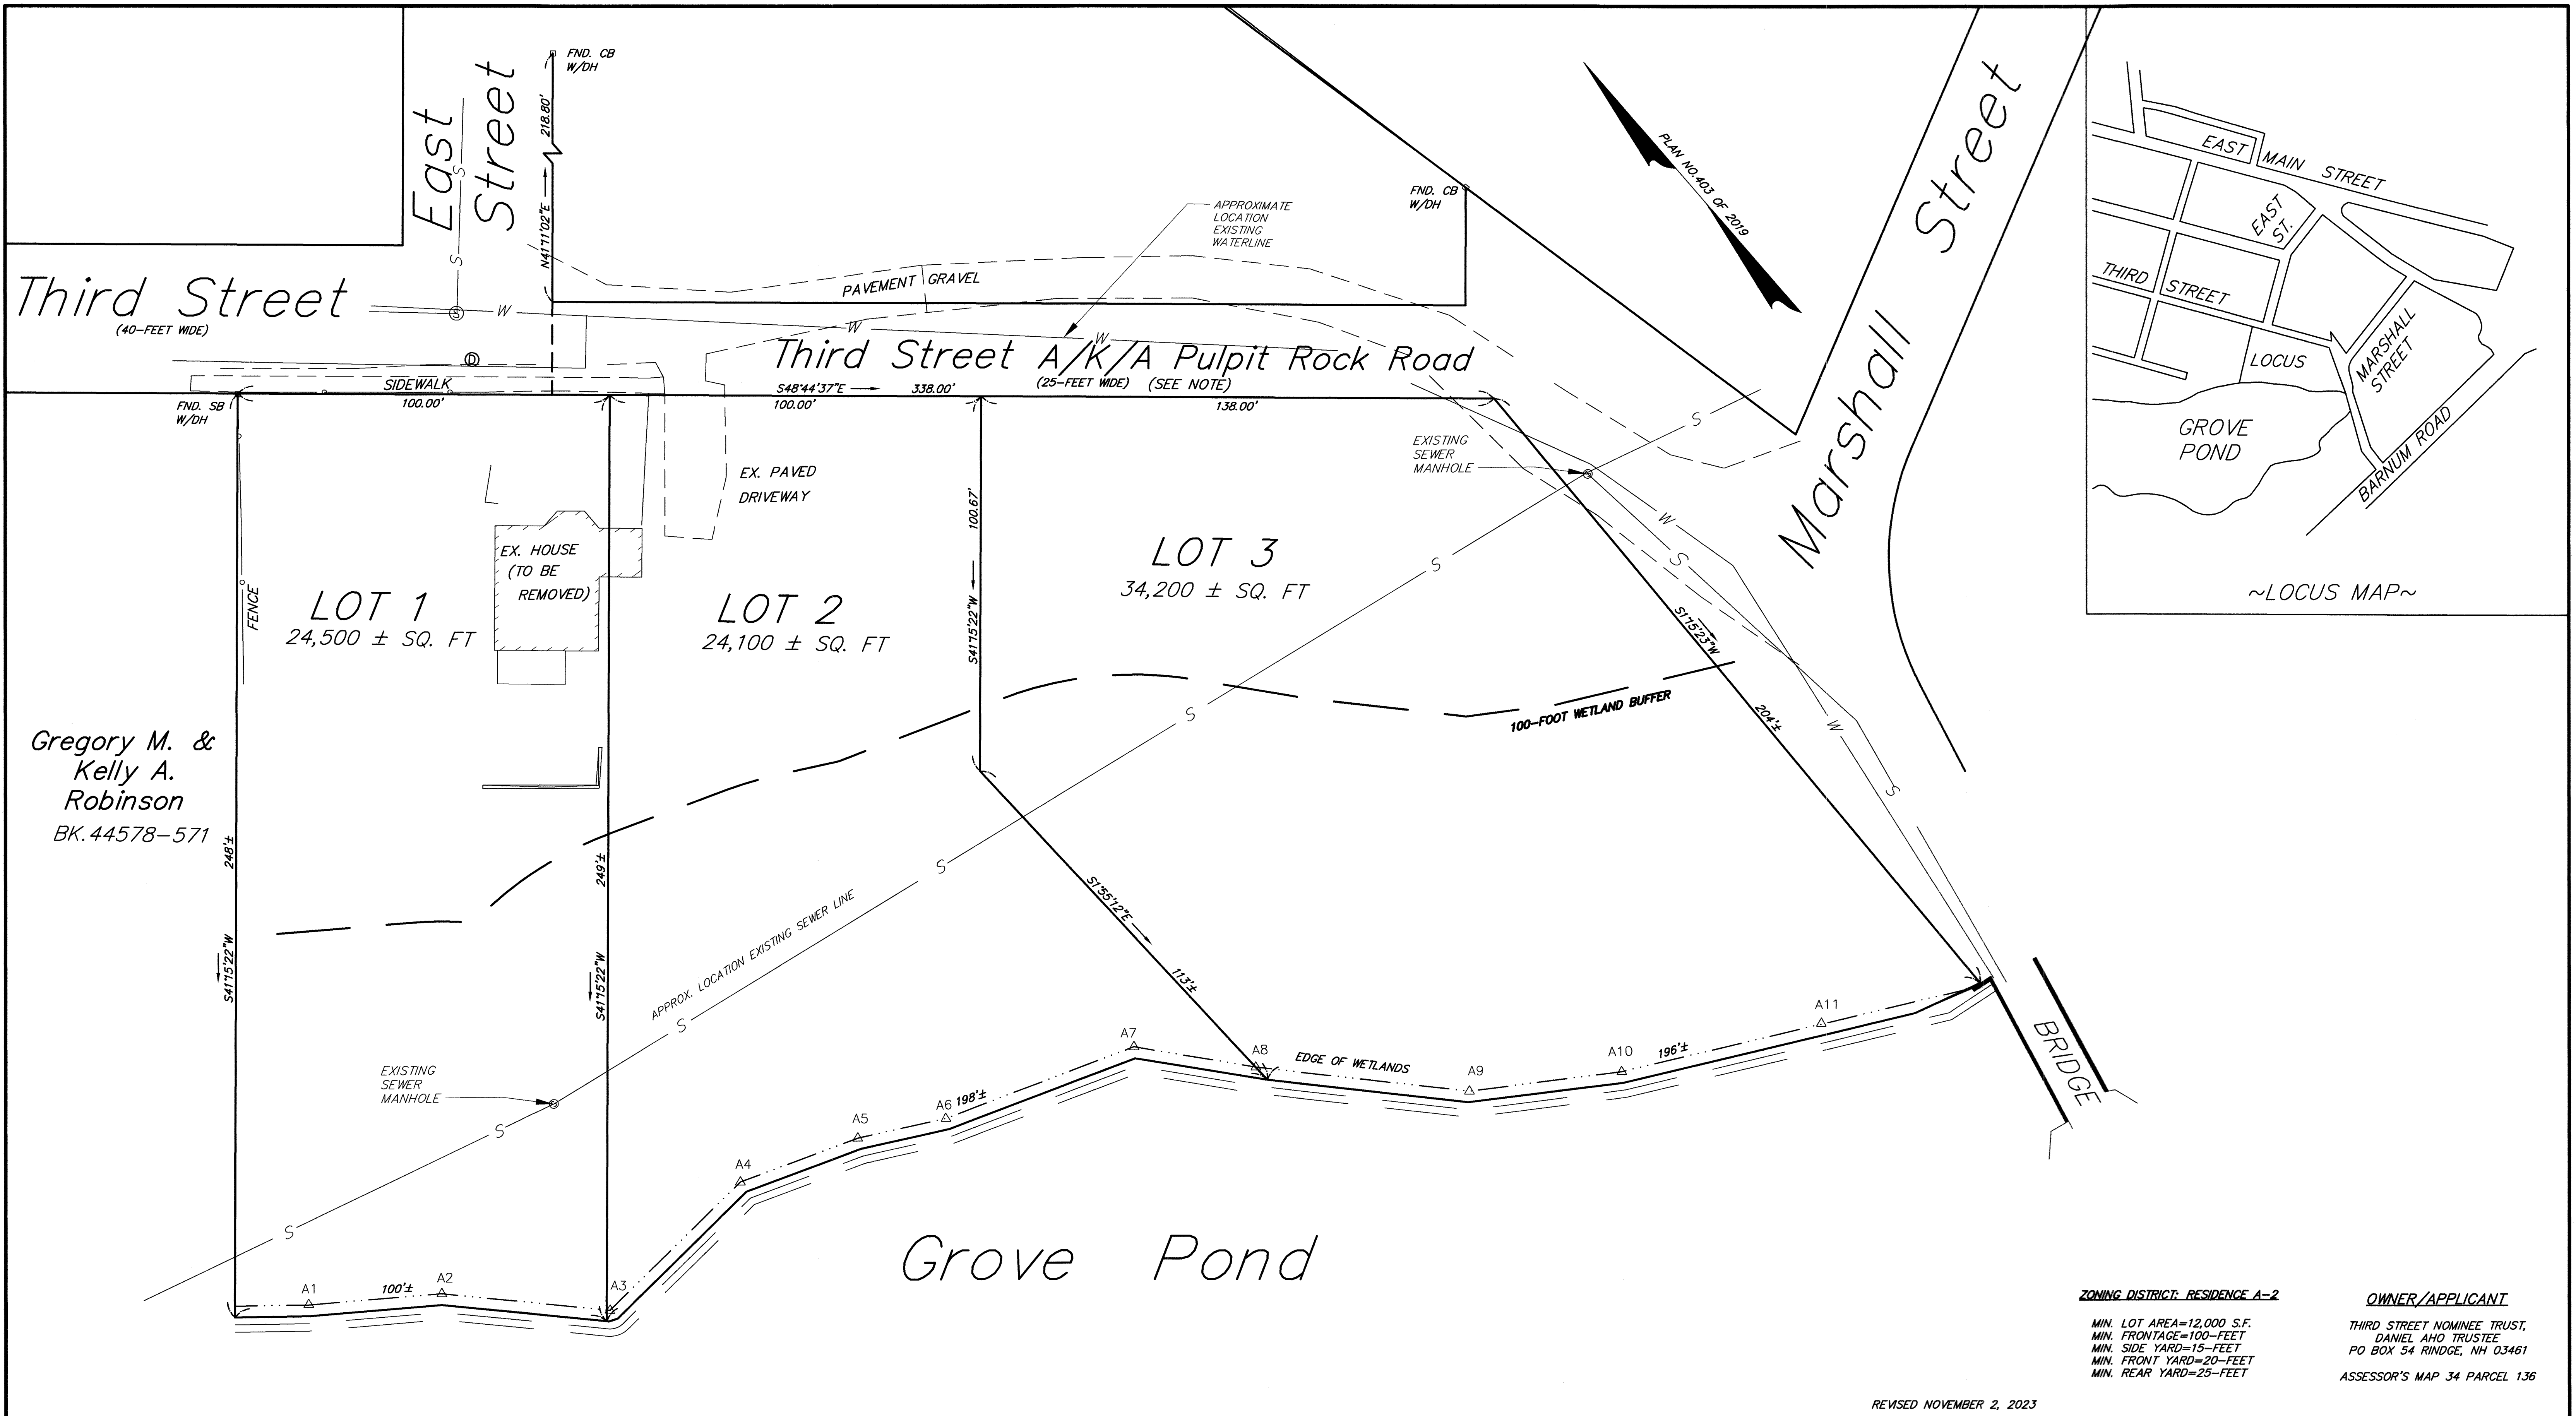 East
Street
FND. CB
W/DH
218.80'
N41°11'02"E
S
S
Third Street
(40-FEET WIDE)
S
W
D
SIDEWALK
FND. SB
W/DH
100.00'
PAVEMENT
GRAVEL
APPROXIMATE
LOCATION
EXISTING
WATERLINE
W
W
Third Street A/K/A Pulpit Rock Road
(25-FEET WIDE) (SEE NOTE)
S48°44'37"E
338.00'
100.00'
138.00'
FND. CB
W/DH
PLAN NO.403 OF 2019
Marshall Street
EAST MAIN STREET
EAST
ST.
THIRD STREET
LOCUS
MARSHALL
STREET
GROVE
POND
BARNUM ROAD
~LOCUS MAP~
EX. PAVED
DRIVEWAY
EX. HOUSE
(TO BE
REMOVED)
FENCE
LOT 1
24,500 ± SQ. FT
LOT 2
24,100 ± SQ. FT
100.67'
S41°15'22"W
LOT 3
34,200 ± SQ. FT
EXISTING
SEWER
MANHOLE
S
S
W
S
S1°15'23"W
204'±
W
S
100-FOOT WETLAND BUFFER
S
Gregory M. &
Kelly A.
Robinson
BK.44578-571
248'±
S41°15'22"W
249'±
S41°15'22"W
S
APPROX. LOCATION EXISTING SEWER LINE
S
S1°55'12"E
113'±
EXISTING
SEWER
MANHOLE
S
S
A1
100'±
A2
A3
A4
A5
A6
198'±
A7
A8
EDGE OF WETLANDS
A9
A10
196'±
A11
BRIDGE
Grove Pond
ZONING DISTRICT: RESIDENCE A-2
MIN. LOT AREA=12,000 S.F.
MIN. FRONTAGE=100-FEET
MIN. SIDE YARD=15-FEET
MIN. FRONT YARD=20-FEET
MIN. REAR YARD=25-FEET
OWNER/APPLICANT
THIRD STREET NOMINEE TRUST,
DANIEL AHO TRUSTEE
PO BOX 54 RINDGE, NH 03461
ASSESSOR'S MAP 34 PARCEL 136
REVISED NOVEMBER 2, 2023